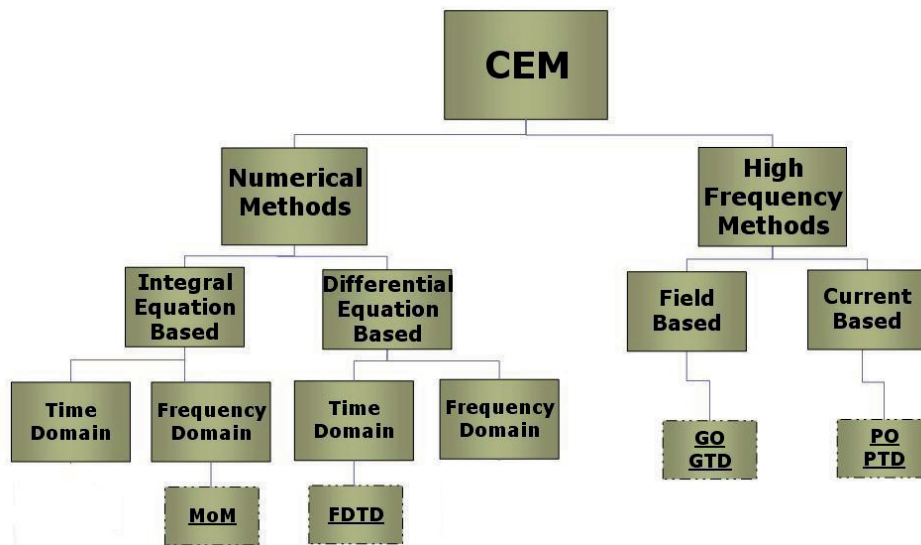 CEM
Numerical
Methods
High
Frequency
Methods
Integral
Equation
Based
Differential
Equation
Based
Field
Based
Current
Based
Time
Domain
Frequency
Domain
Time
Domain
Frequency
Domain
GO
GTD
PO
PTD
MoM
FDTD